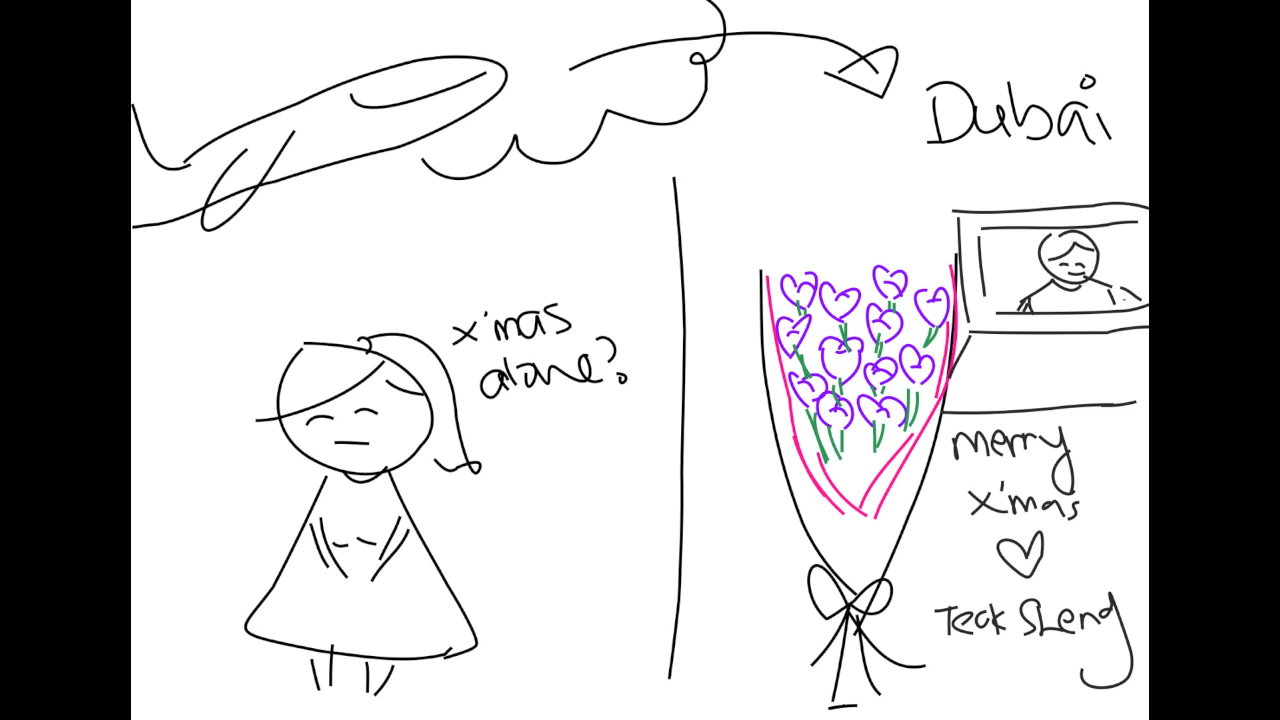 Dubai
x'mas
alone?
merry
x'mas
Teck Sheng